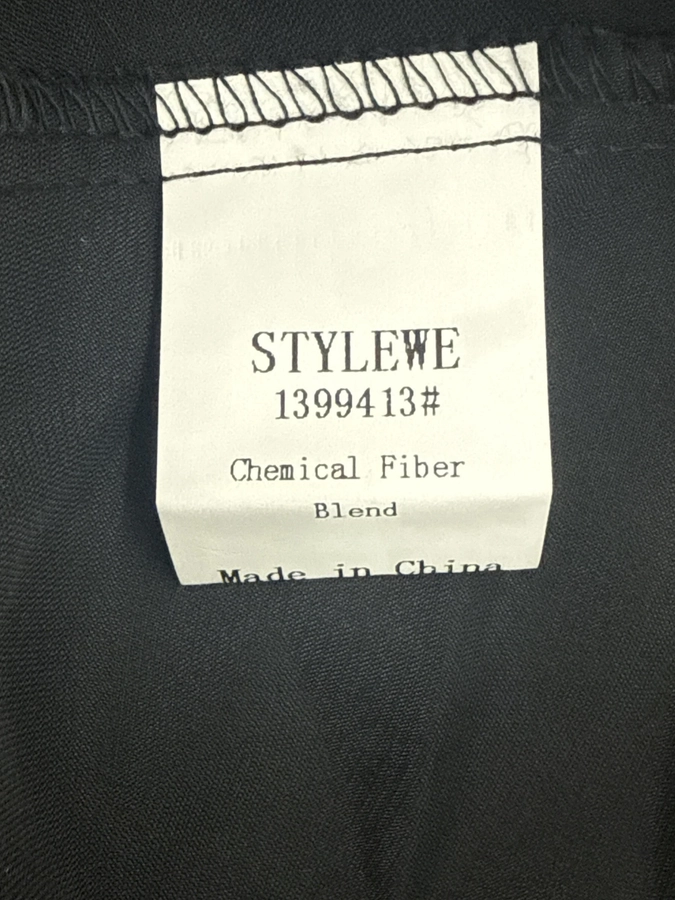 STYLEWE
1399413#
Chemical Fiber
Blend
Made in China